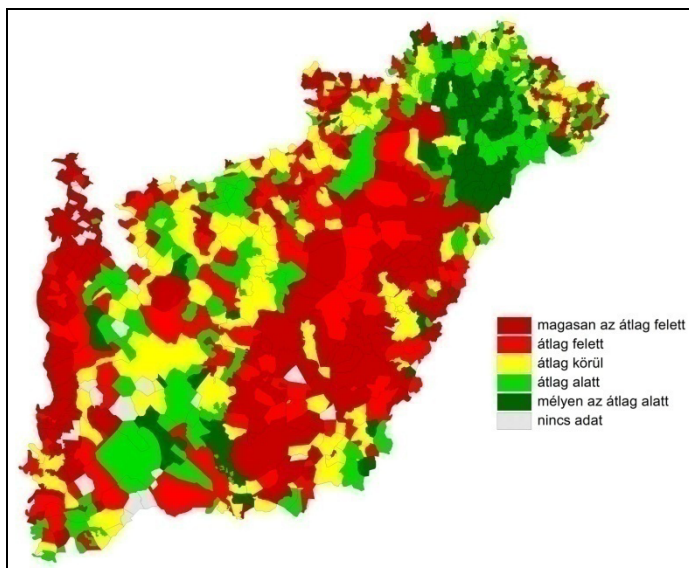 magasan az átlag felett
átlag felett
átlag körül
átlag alatt
mélyen az átlag alatt
nincs adat